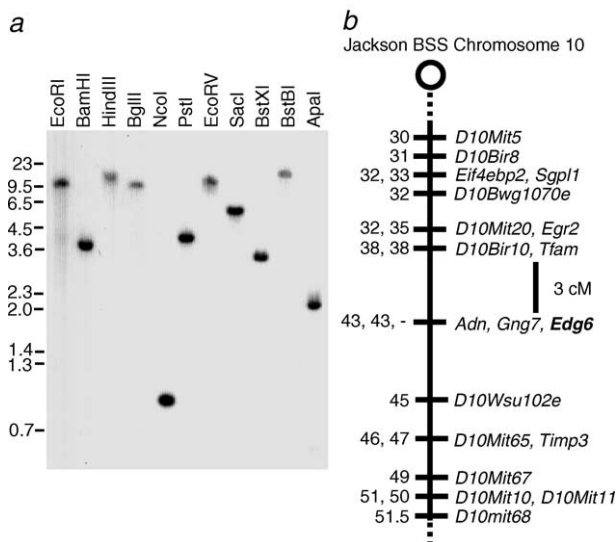 a
EcoRI BamHI HindIII BglII NcoI PstI EcoRV SacI BstXI BstBI ApaI
23
9.5
6.5
4.5
3.6
2.3
2.0
1.4
1.3
0.7
b
Jackson BSS Chromosome 10
30 D10Mit5
31 D10Bir8
32, 33 Eif4ebp2, Sgpl1
32 D10Bwg1070e
32, 35 D10Mit20, Egr2
38, 38 D10Bir10, Tfam
3 cM
43, 43, - Adn, Gng7, Edg6
45 D10Wsu102e
46, 47 D10Mit65, Timp3
49 D10Mit67
51, 50 D10Mit10, D10Mit11
51.5 D10mit68